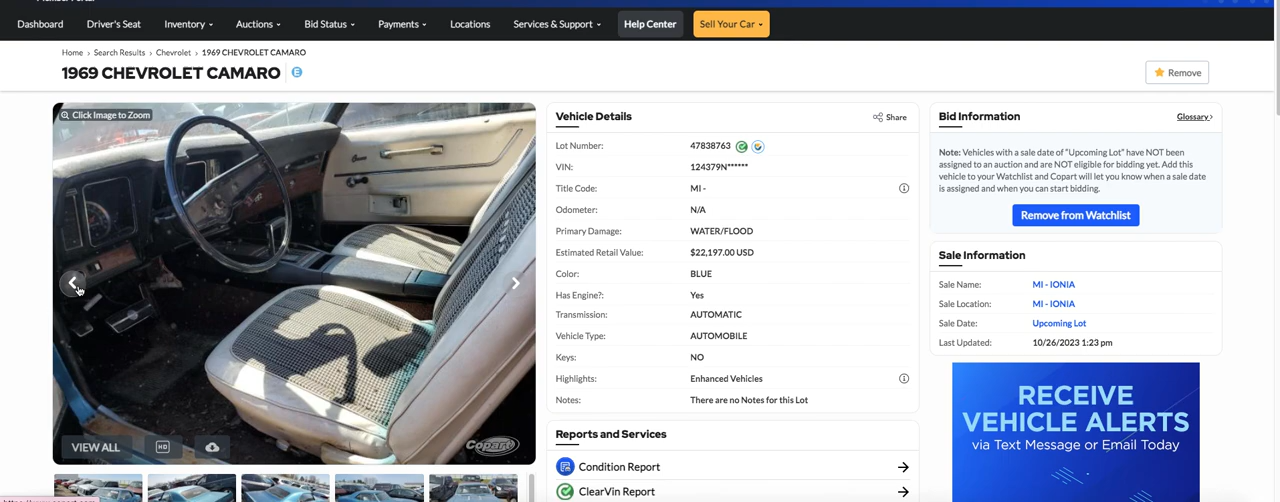 Dashboard Driver's Seat Inventory Auctions Bid Status Payments Locations Services & Support Help Center Sell Your Car
Home > Search Results > Chevrolet > 1969 CHEVROLET CAMARO
1969 CHEVROLET CAMARO E
Remove
Click Image to Zoom
VIEW ALL
HD
Copart
Vehicle Details
Share
Lot Number: 47838763
VIN: 124379N******
Title Code: MI -
Odometer: N/A
Primary Damage: WATER/FLOOD
Estimated Retail Value: $22,197.00 USD
Color: BLUE
Has Engine?: Yes
Transmission: AUTOMATIC
Vehicle Type: AUTOMOBILE
Keys: NO
Highlights: Enhanced Vehicles
Notes: There are no Notes for this Lot
Reports and Services
Condition Report
ClearVin Report
Bid Information
Glossary
Note: Vehicles with a sale date of "Upcoming Lot" have NOT been
assigned to an auction and are NOT eligible for bidding yet. Add this
vehicle to your Watchlist and Copart will let you know when a sale date
is assigned and when you can start bidding.
Remove from Watchlist
Sale Information
Sale Name: MI - IONIA
Sale Location: MI - IONIA
Sale Date: Upcoming Lot
Last Updated: 10/26/2023 1:23 pm
RECEIVE
VEHICLE ALERTS
via Text Message or Email Today